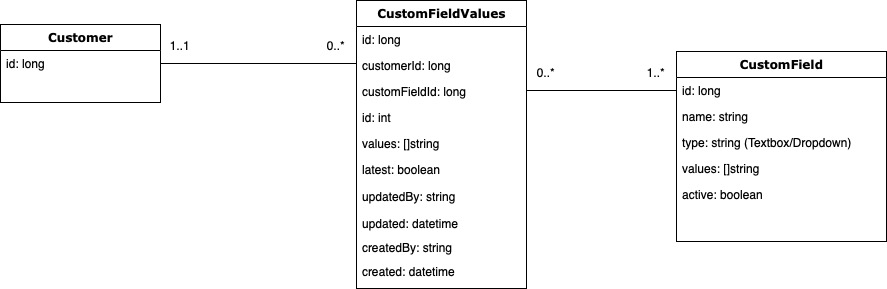 Customer
id: long
1..1
0..*
CustomFieldValues
id: long
customerId: long
customFieldId: long
id: int
values: []string
latest: boolean
updatedBy: string
updated: datetime
createdBy: string
created: datetime
0..*
1..*
CustomField
id: long
name: string
type: string (Textbox/Dropdown)
values: []string
active: boolean